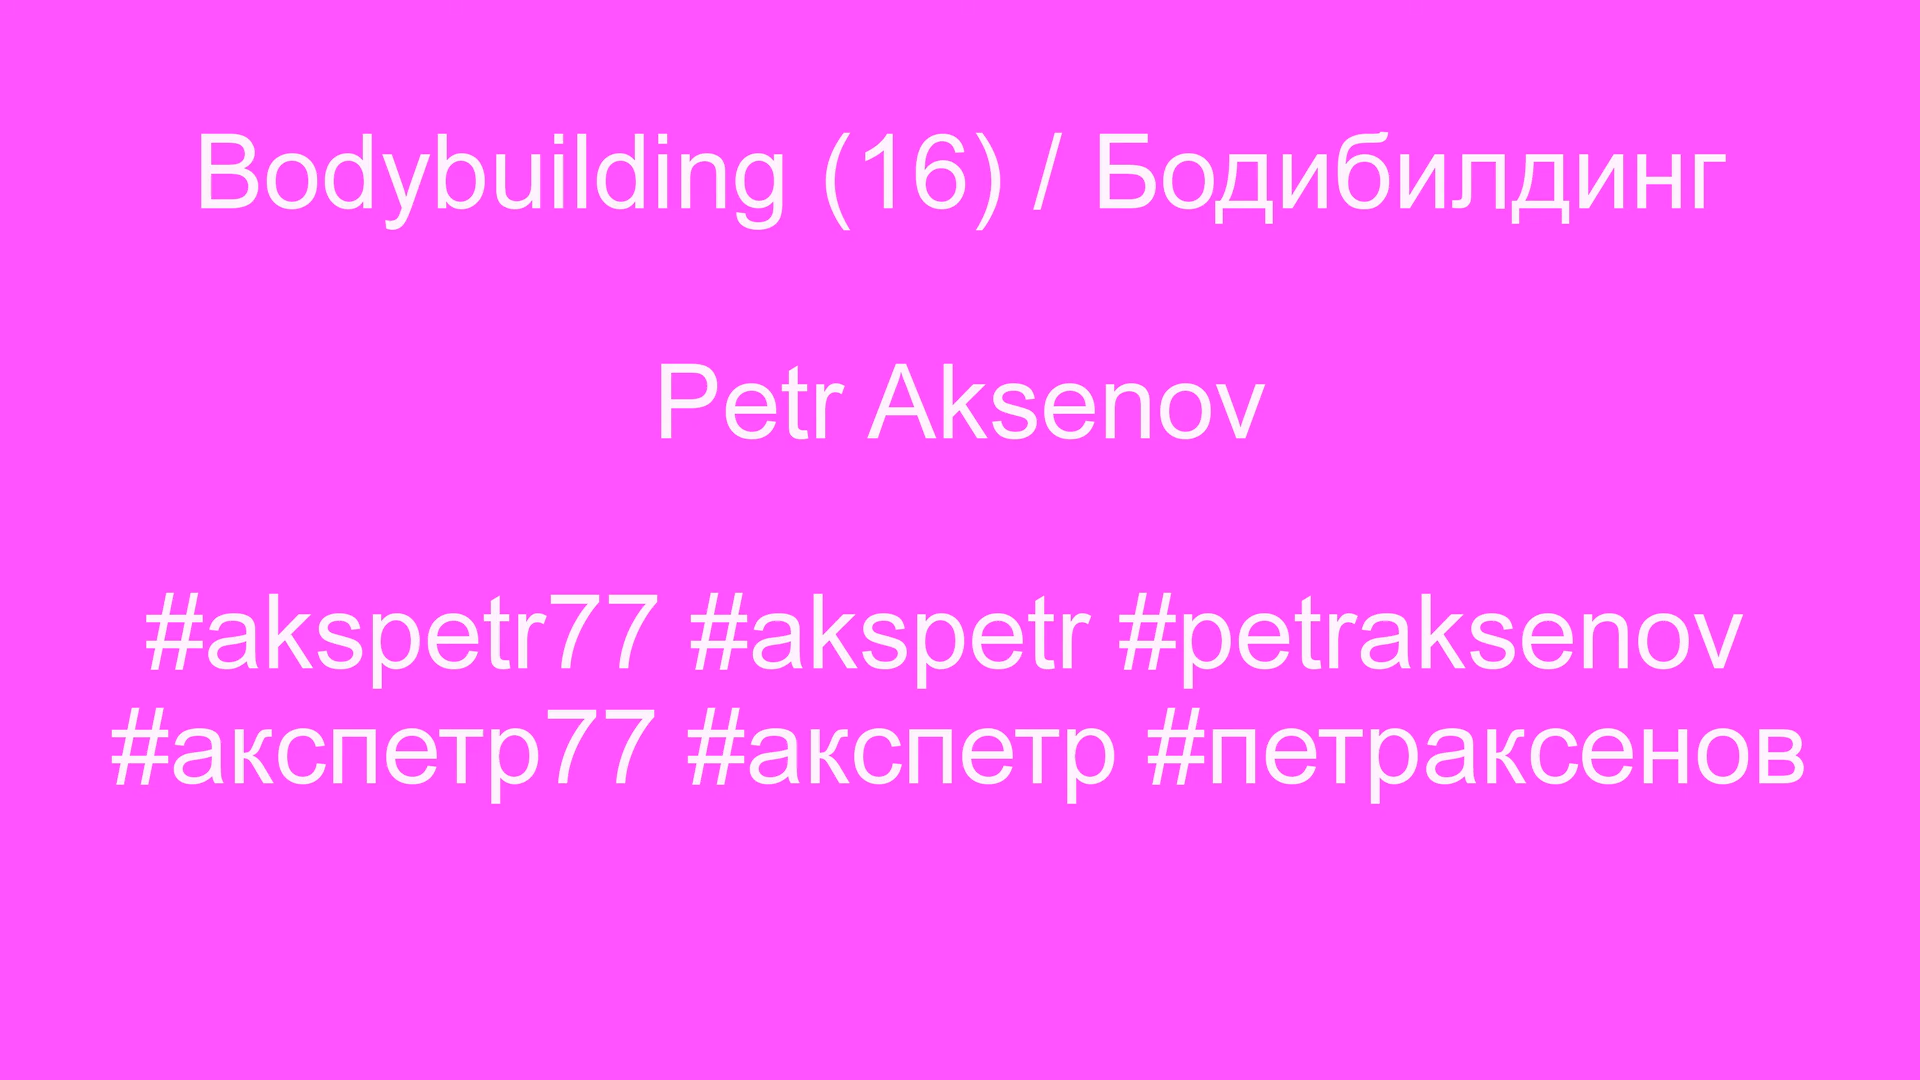 Bodybuilding (16) / Бодибилдинг
Petr Aksenov
#akspetr77 #akspetr #petraksenov
#акспетр77 #акспетр #петраксенов